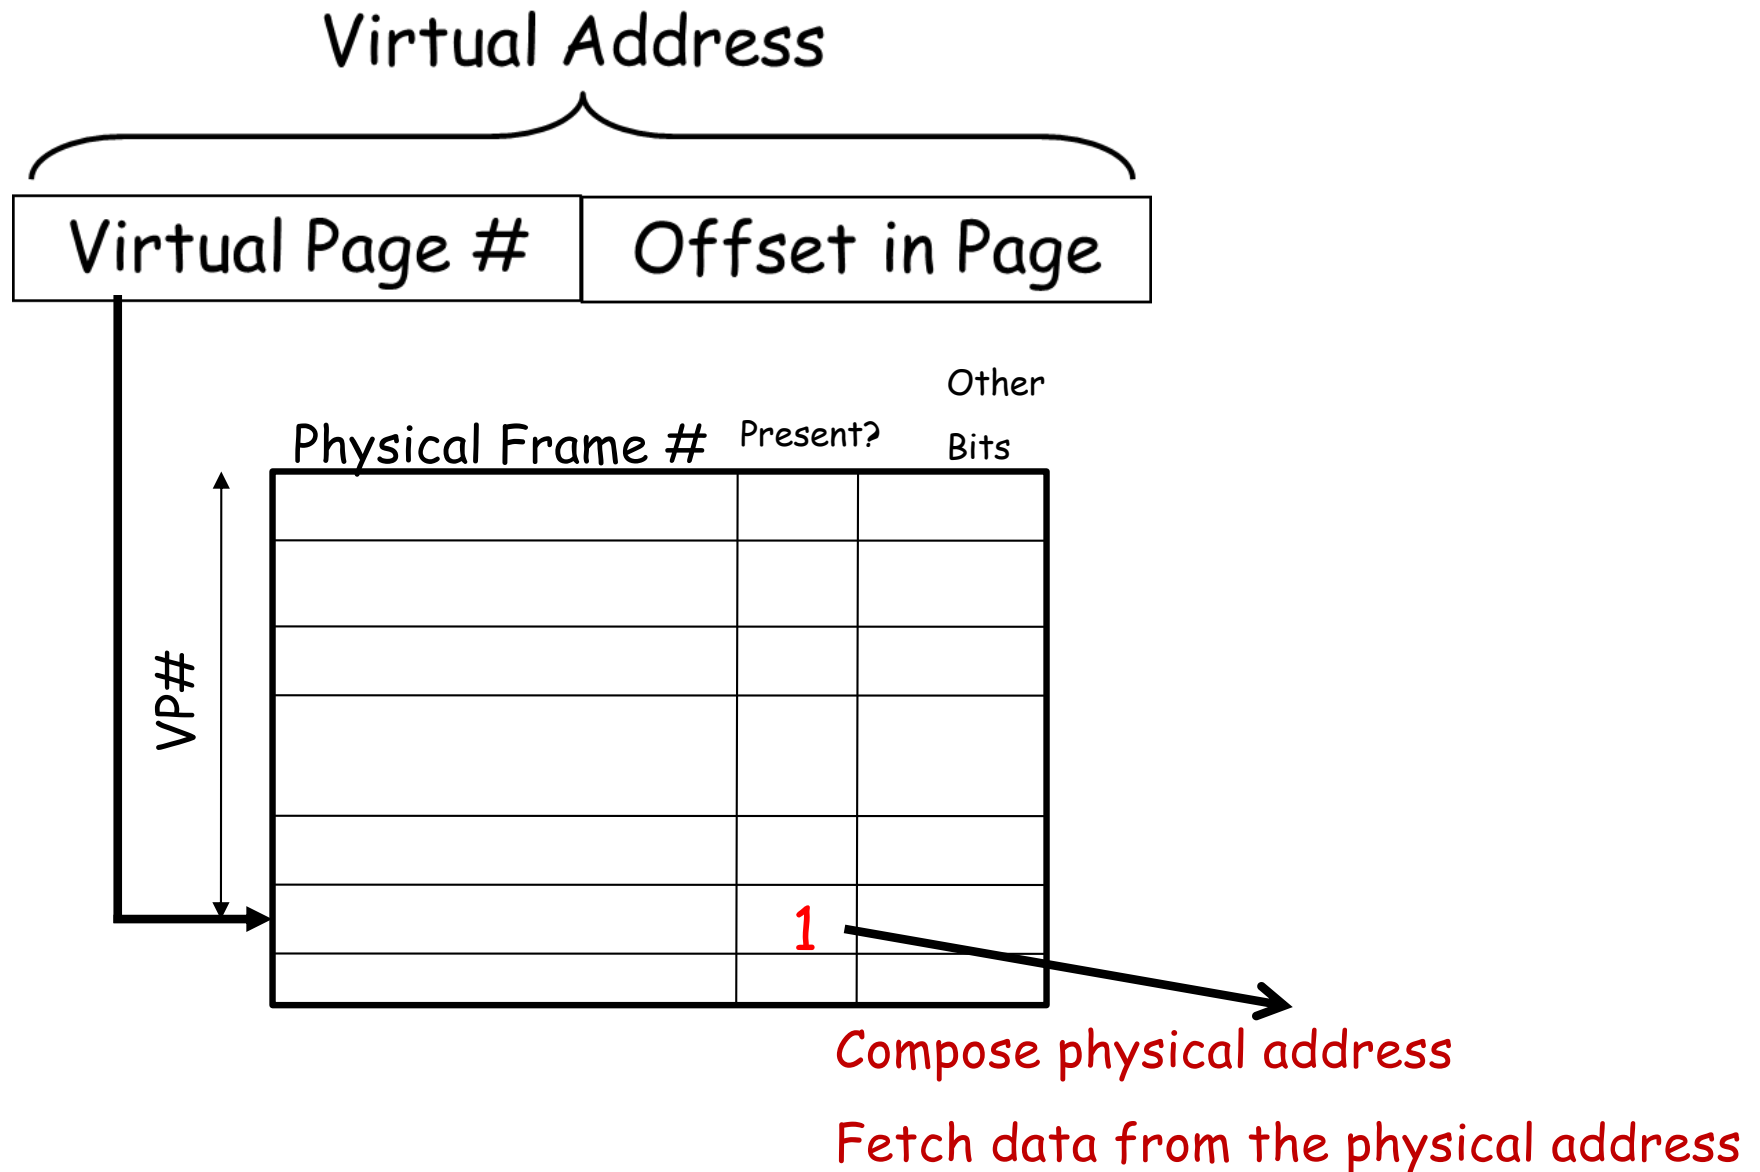 Virtual Address
Virtual Page #
Offset in Page
Other
Physical Frame #
Present?
Bits
VP#
1
Compose physical address
Fetch data from the physical address